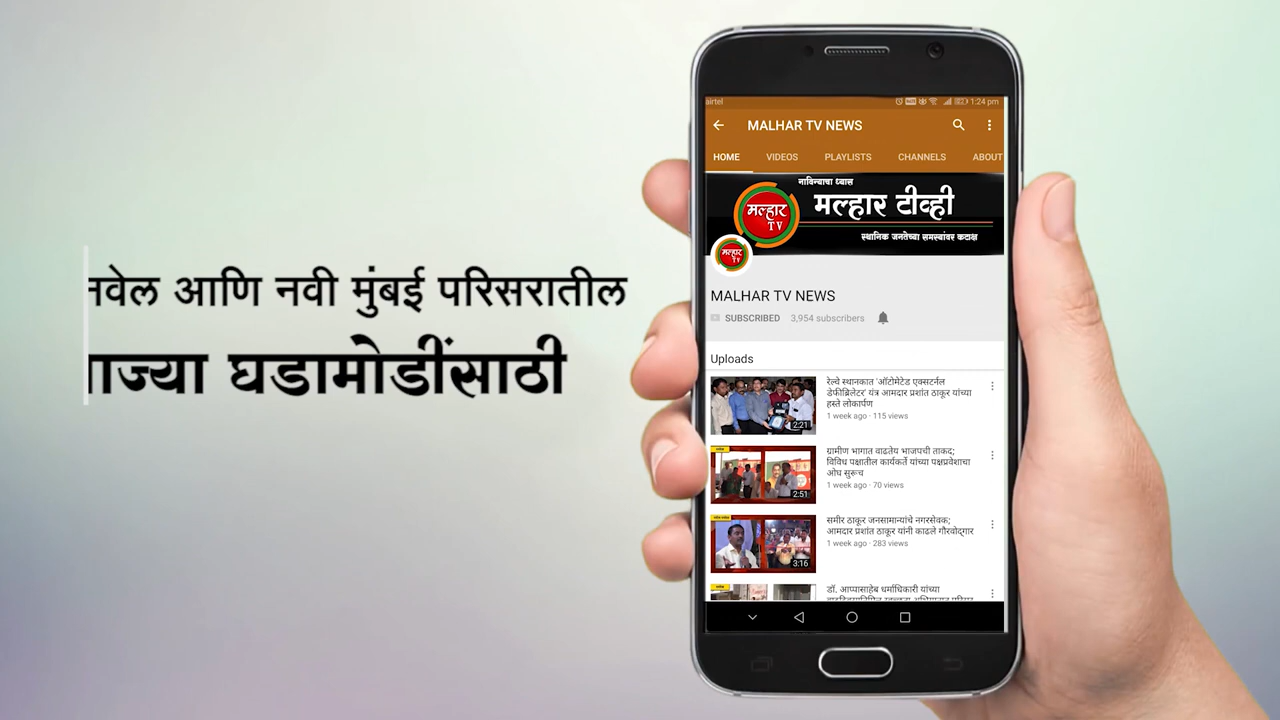 नवेल आणि नवी मुंबई परिसरातील
ाज्या घडामोडींसाठी
airtel
1:24 pm
MALHAR TV NEWS
HOME VIDEOS PLAYLISTS CHANNELS ABOUT
नाविन्याचा ध्यास
मल्हार टीव्ही
स्थानिक जनतेच्या समस्यांवर कटाक्ष
मल्हार
TV
मल्हार
TV
MALHAR TV NEWS
SUBSCRIBED 3,954 subscribers
Uploads
रेल्वे स्थानकात 'ऑटोमेटेड एक्सटर्नल
डेफीब्रिलेटर' यंत्र आमदार प्रशांत ठाकूर यांच्या
हस्ते लोकार्पण
1 week ago · 115 views
2:21
ग्रामीण भागात वाढतेय भाजपची ताकद;
विविध पक्षातील कार्यकर्ते यांच्या पक्षप्रवेशाचा
ओघ सुरूच
1 week ago · 70 views
2:51
समीर ठाकूर जनसामान्यांचे नगरसेवक;
आमदार प्रशांत ठाकूर यांनी काढले गौरवोद्गार
1 week ago · 283 views
3:16
डॉ. आप्पासाहेब धर्माधिकारी यांच्या